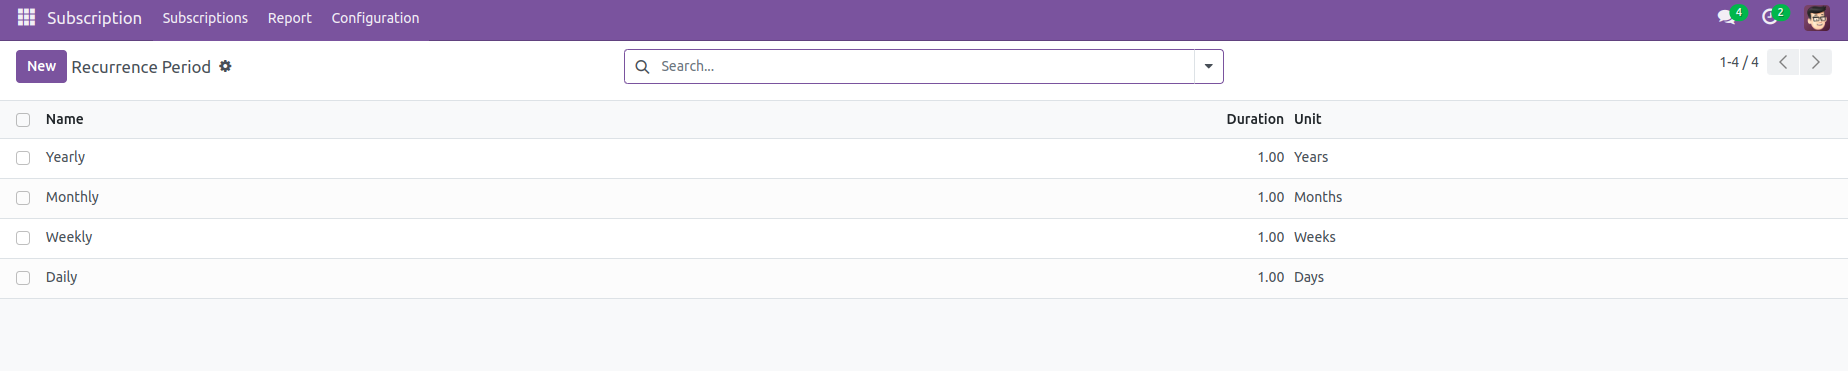 Subscription Subscriptions Report Configuration 4 2
New Recurrence Period Search... 1-4 / 4
Name Duration Unit
Yearly 1.00 Years
Monthly 1.00 Months
Weekly 1.00 Weeks
Daily 1.00 Days